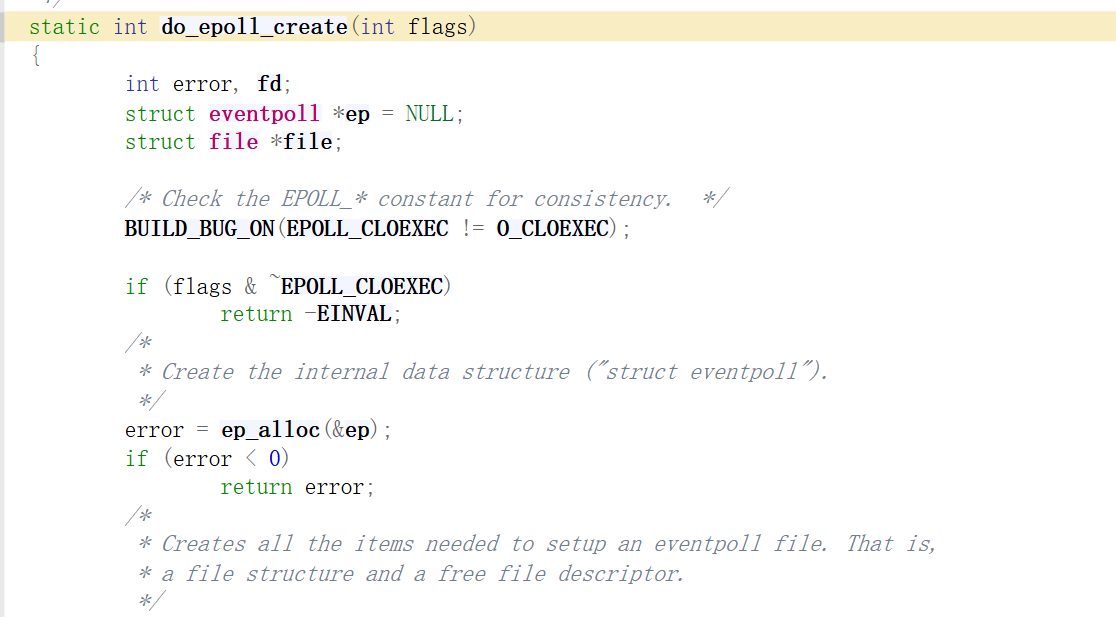 */
static int do_epoll_create(int flags)
{
int error, fd;
struct eventpoll *ep = NULL;
struct file *file;
/* Check the EPOLL_* constant for consistency.  */
BUILD_BUG_ON(EPOLL_CLOEXEC != O_CLOEXEC);
if (flags & ~EPOLL_CLOEXEC)
return -EINVAL;
/*
* Create the internal data structure ("struct eventpoll").
*/
error = ep_alloc(&ep);
if (error < 0)
return error;
/*
* Creates all the items needed to setup an eventpoll file. That is,
* a file structure and a free file descriptor.
*/